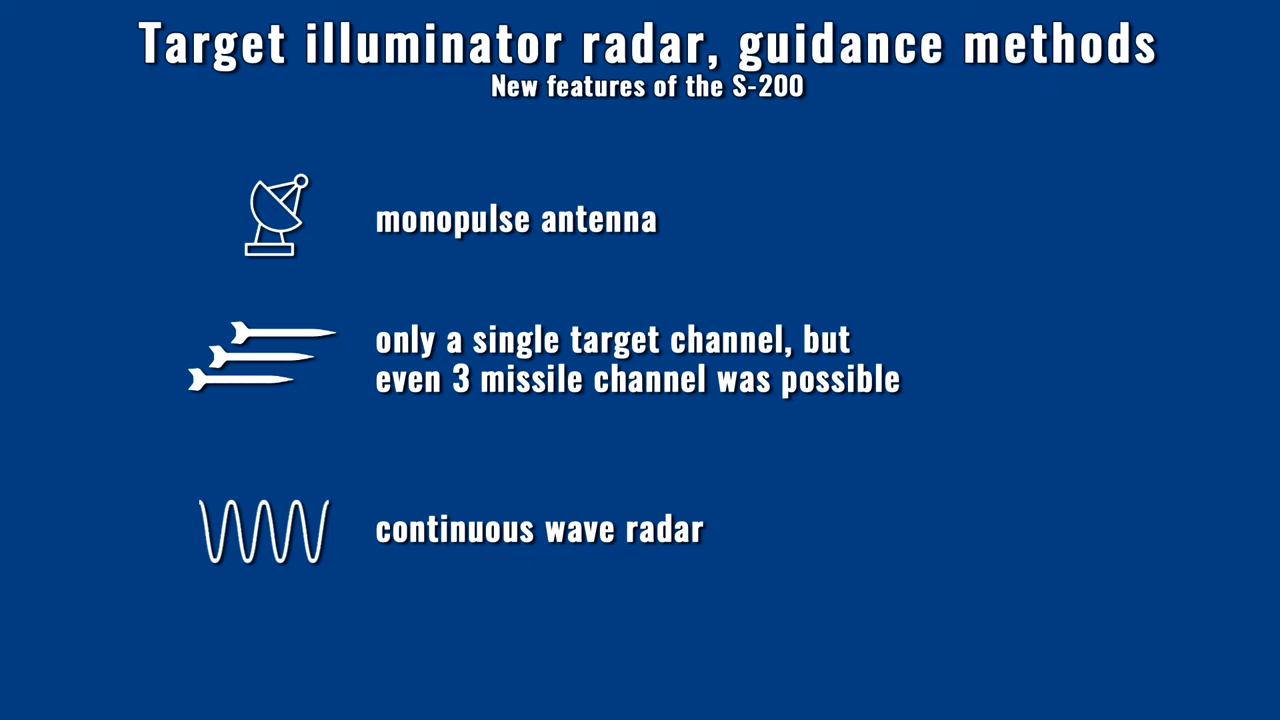 Target illuminator radar, guidance methods
New features of the S-200
monopulse antenna
only a single target channel, but
even 3 missile channel was possible
continuous wave radar